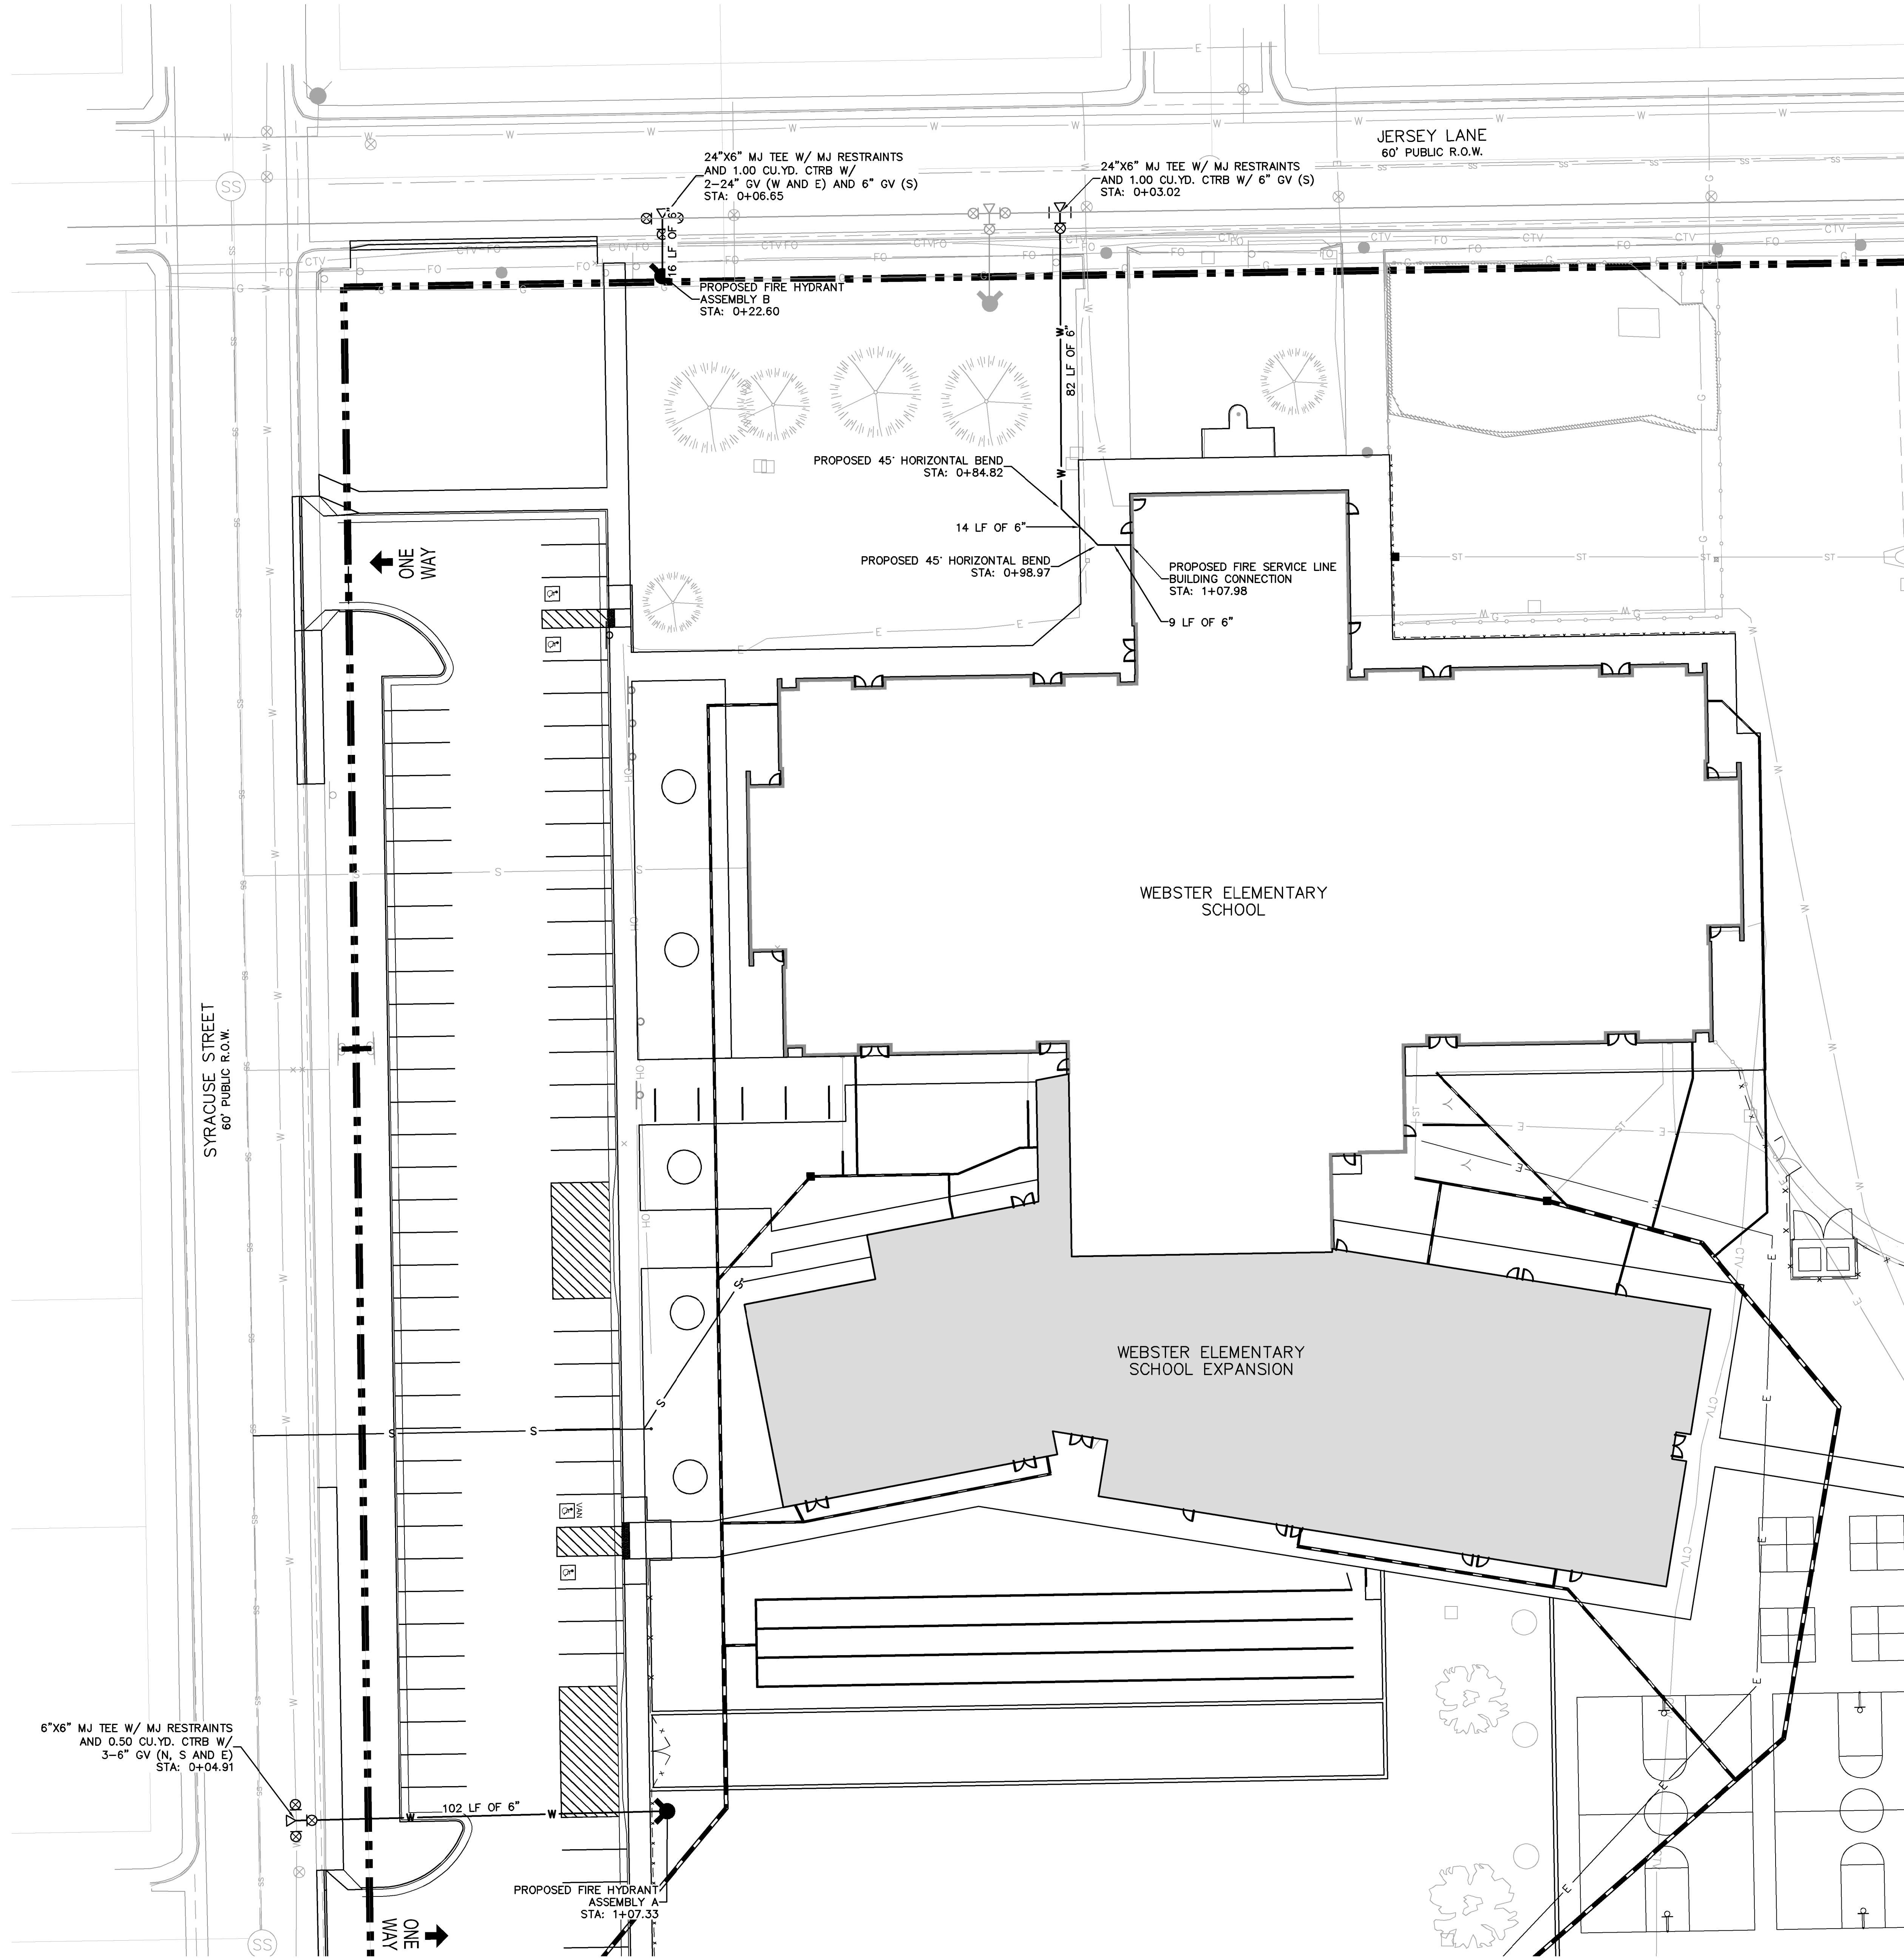 JERSEY LANE
60' PUBLIC R.O.W.
24"X6" MJ TEE W/ MJ RESTRAINTS
AND 1.00 CU.YD. CTRB W/
2-24" GV (W AND E) AND 6" GV (S)
STA: 0+06.65
24"X6" MJ TEE W/ MJ RESTRAINTS
AND 1.00 CU.YD. CTRB W/ 6" GV (S)
STA: 0+03.02
16 LF OF 6"
PROPOSED FIRE HYDRANT
ASSEMBLY B
STA: 0+22.60
82 LF OF 6"
PROPOSED 45° HORIZONTAL BEND
STA: 0+84.82
14 LF OF 6"
PROPOSED 45° HORIZONTAL BEND
STA: 0+98.97
PROPOSED FIRE SERVICE LINE
BUILDING CONNECTION
STA: 1+07.98
9 LF OF 6"
ONE
WAY
WEBSTER ELEMENTARY
SCHOOL
SYRACUSE STREET
60' PUBLIC R.O.W.
WEBSTER ELEMENTARY
SCHOOL EXPANSION
VAN
6"X6" MJ TEE W/ MJ RESTRAINTS
AND 0.50 CU.YD. CTRB W/
3-6" GV (N, S AND E)
STA: 0+04.91
102 LF OF 6"
PROPOSED FIRE HYDRANT
ASSEMBLY A
STA: 1+07.33
ONE
WAY
SS
SS